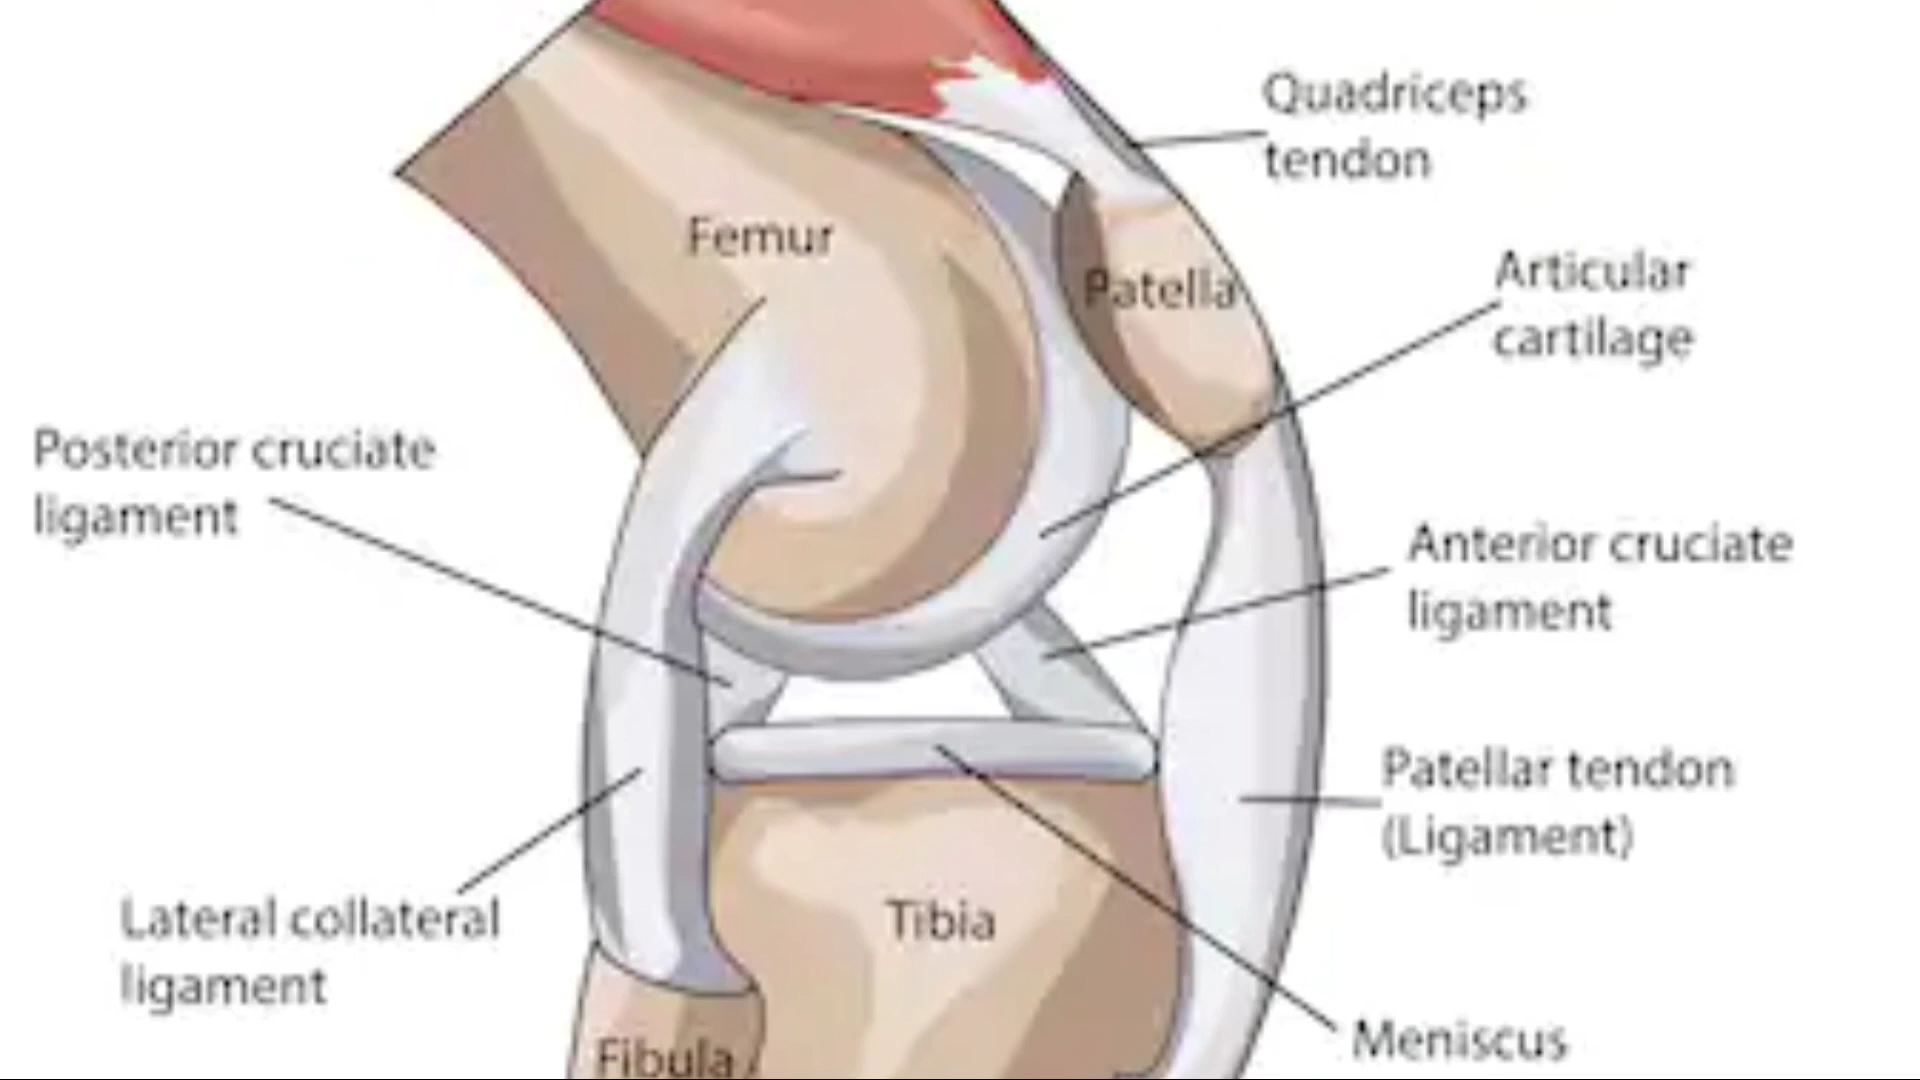 Quadriceps
tendon
Femur
Patella
Articular
cartilage
Posterior cruciate
ligament
Anterior cruciate
ligament
Patellar tendon
(Ligament)
Lateral collateral
ligament
Tibia
Meniscus
Fibula